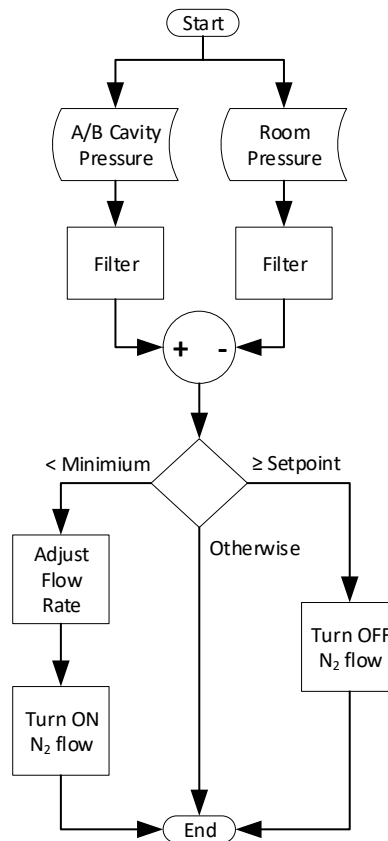 Start
A/B Cavity
Pressure
Room
Pressure
Filter
Filter
+ -
< Minimium
≥ Setpoint
Otherwise
Adjust
Flow
Rate
Turn OFF
N₂ flow
Turn ON
N₂ flow
End